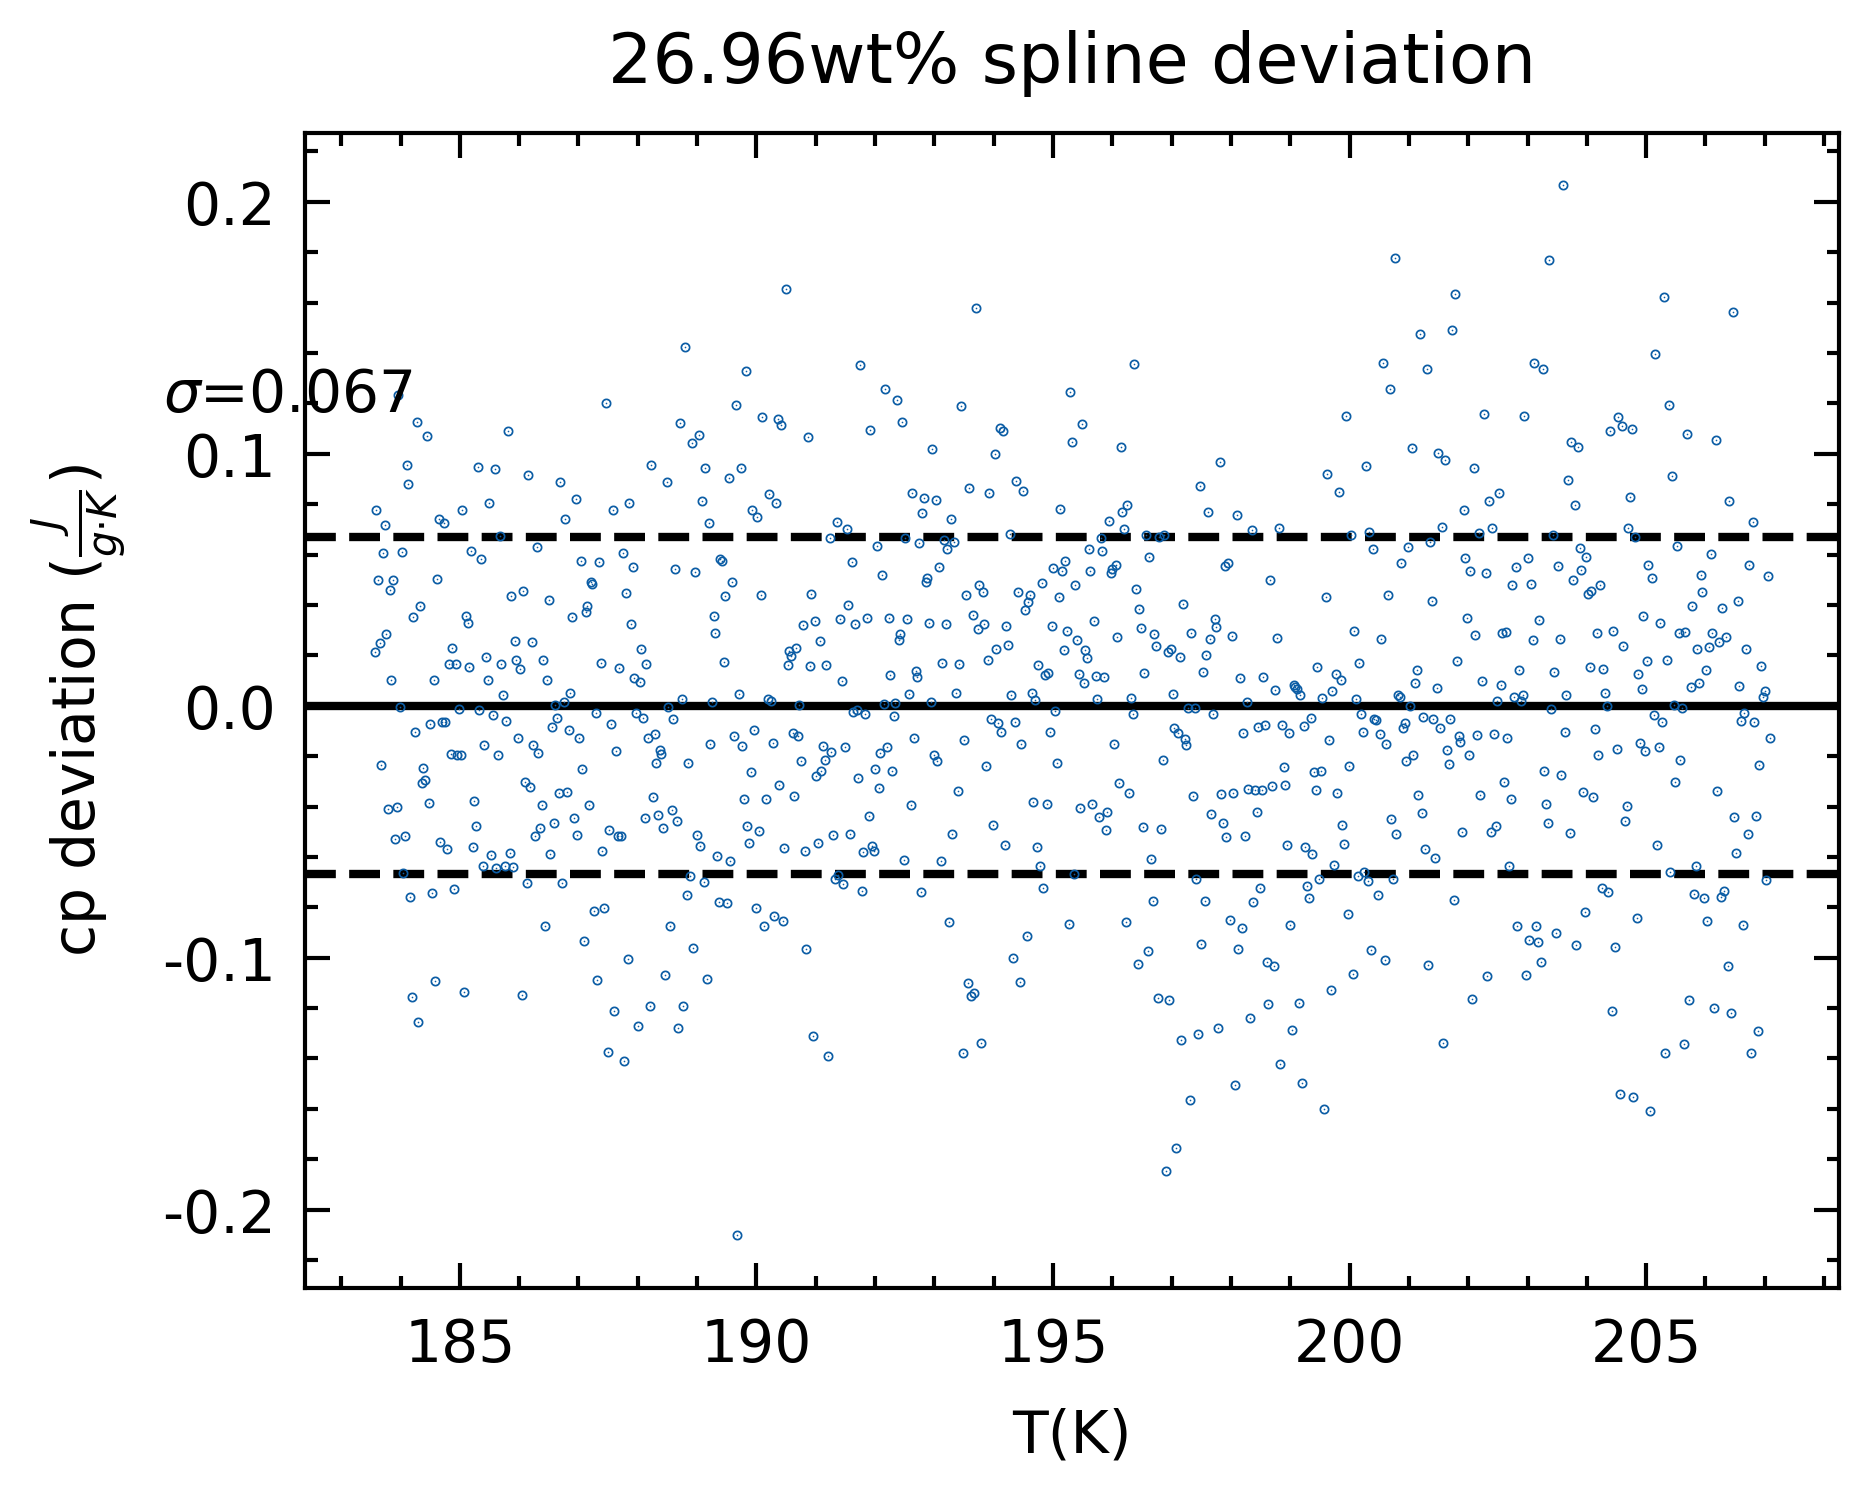 26.96wt% spline deviation
0.2
σ=0.067
0.1
0.0
-0.1
-0.2
cp deviation (J/g·K)
185 190 195 200 205
T(K)